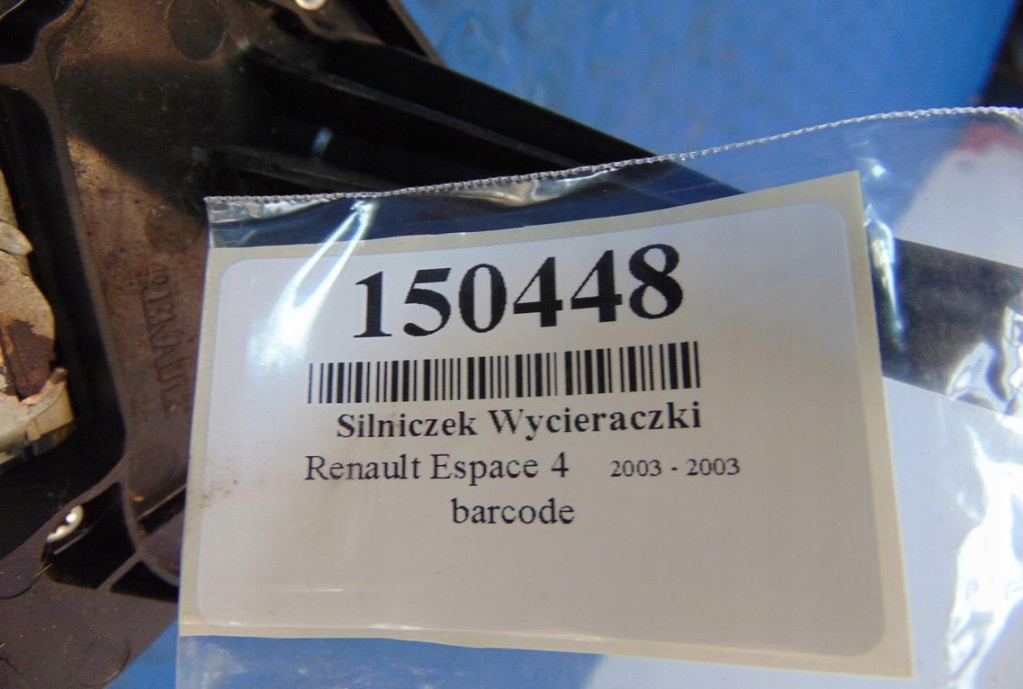 150448
Silniczek Wycieraczki
Renault Espace 4 2003 - 2003
barcode